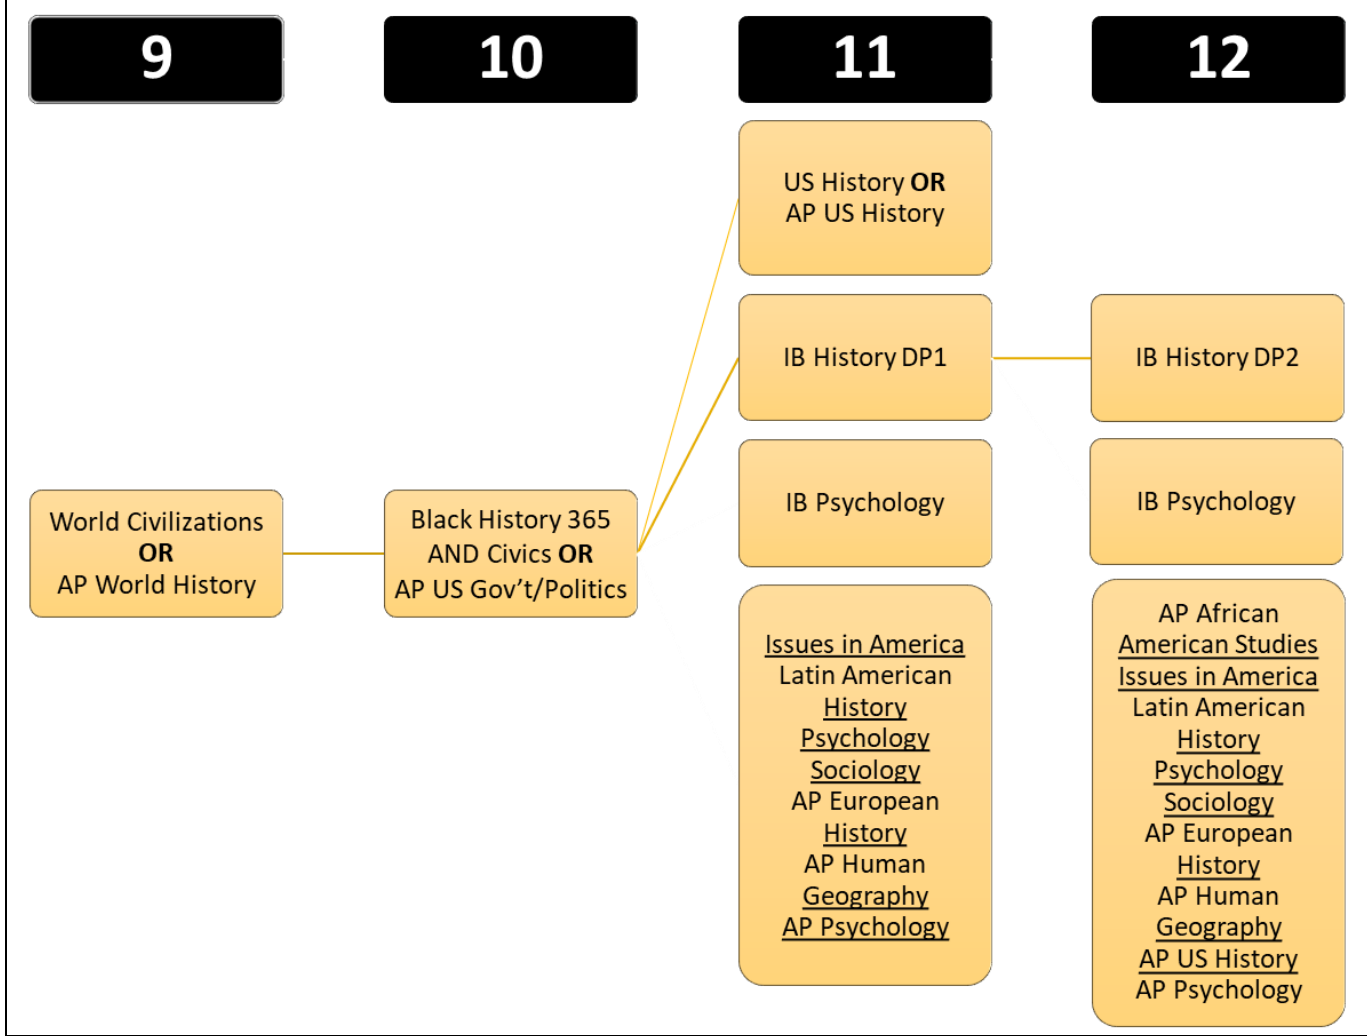 9
10
11
12
World Civilizations
OR
AP World History
Black History 365
AND Civics OR
AP US Gov't/Politics
US History OR
AP US History
IB History DP1
IB Psychology
Issues in America
Latin American
History
Psychology
Sociology
AP European
History
AP Human
Geography
AP Psychology
IB History DP2
IB Psychology
AP African
American Studies
Issues in America
Latin American
History
Psychology
Sociology
AP European
History
AP Human
Geography
AP US History
AP Psychology